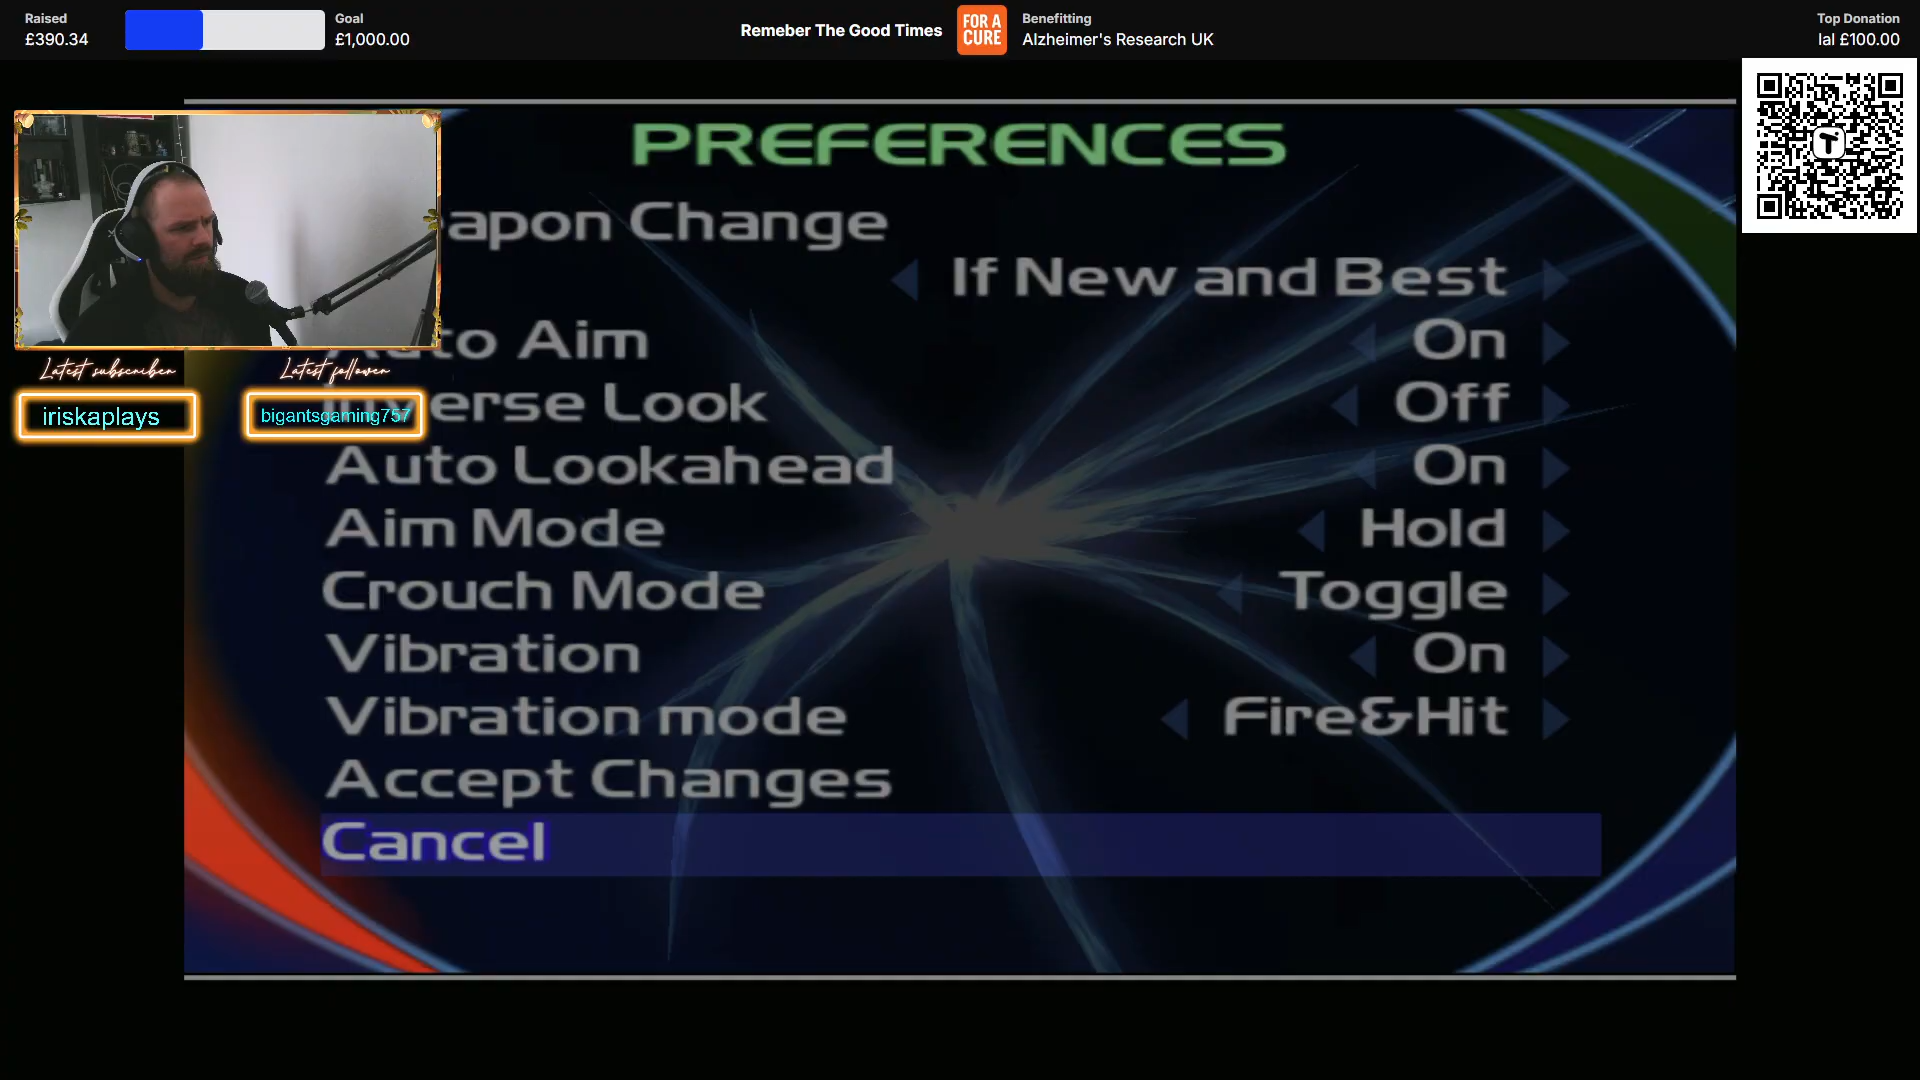 Raised
£390.34
Goal
£1,000.00
Remeber The Good Times
FOR A
CURE
Benefitting
Alzheimer's Research UK
Top Donation
lal £100.00
PREFERENCES
apon Change
If New and Best
Auto Aim
On
Inverse Look
Off
Auto Lookahead
On
Aim Mode
Hold
Crouch Mode
Toggle
Vibration
On
Vibration mode
Fire&Hit
Accept Changes
Cancel
Latest subscriber
iriskaplays
Latest follower
bigantsgaming757